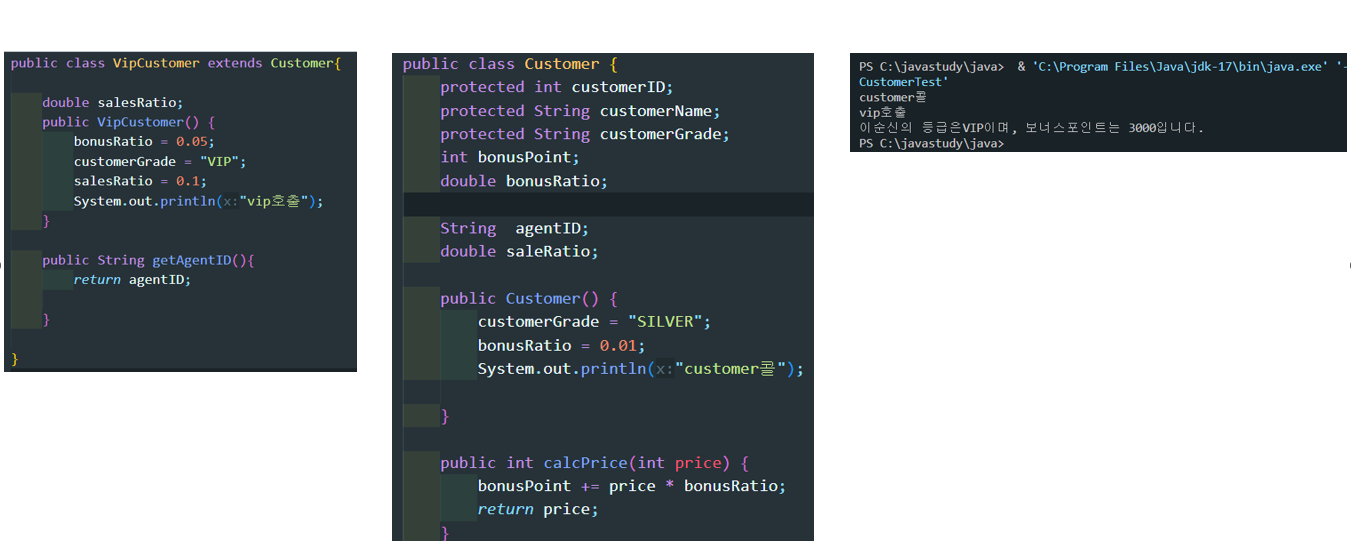 public class VipCustomer extends Customer{
double salesRatio;
public VipCustomer() {
bonusRatio = 0.05;
customerGrade = "VIP";
salesRatio = 0.1;
System.out.println(x:"vip호출");
}
public String getAgentID(){
return agentID;
}
}
public class Customer {
protected int customerID;
protected String customerName;
protected String customerGrade;
int bonusPoint;
double bonusRatio;
String  agentID;
double saleRatio;
public Customer() {
customerGrade = "SILVER";
bonusRatio = 0.01;
System.out.println(x:"customer콜");
}
public int calcPrice(int price) {
bonusPoint += price * bonusRatio;
return price;
}
PS C:\javastudy\java>  & 'C:\Program Files\Java\jdk-17\bin\java.exe' '-
CustomerTest'
customer콜
vip호출
이순신의 등급은VIP이며, 보너스포인트는 3000입니다.
PS C:\javastudy\java>